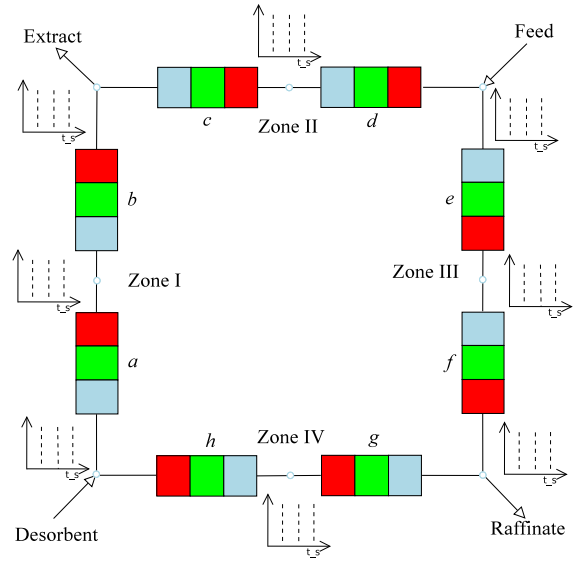 Extract
Feed
t_s
t_s
t_s
c
d
Zone II
b
e
Zone I
Zone III
t_s
t_s
a
f
h
Zone IV
g
t_s
t_s
Desorbent
Raffinate
t_s